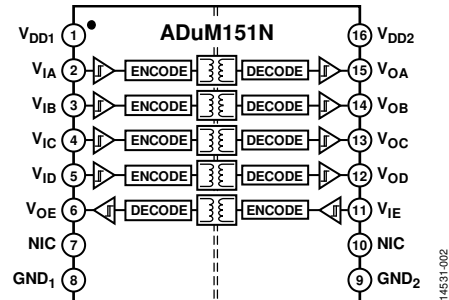 ADuM151N
VDD1 1 16 VDD2
VIA 2 ENCODE DECODE 15 VOA
VIB 3 ENCODE DECODE 14 VOB
VIC 4 ENCODE DECODE 13 VOC
VID 5 ENCODE DECODE 12 VOD
VOE 6 DECODE ENCODE 11 VIE
NIC 7 10 NIC
GND1 8 9 GND2
14531-002